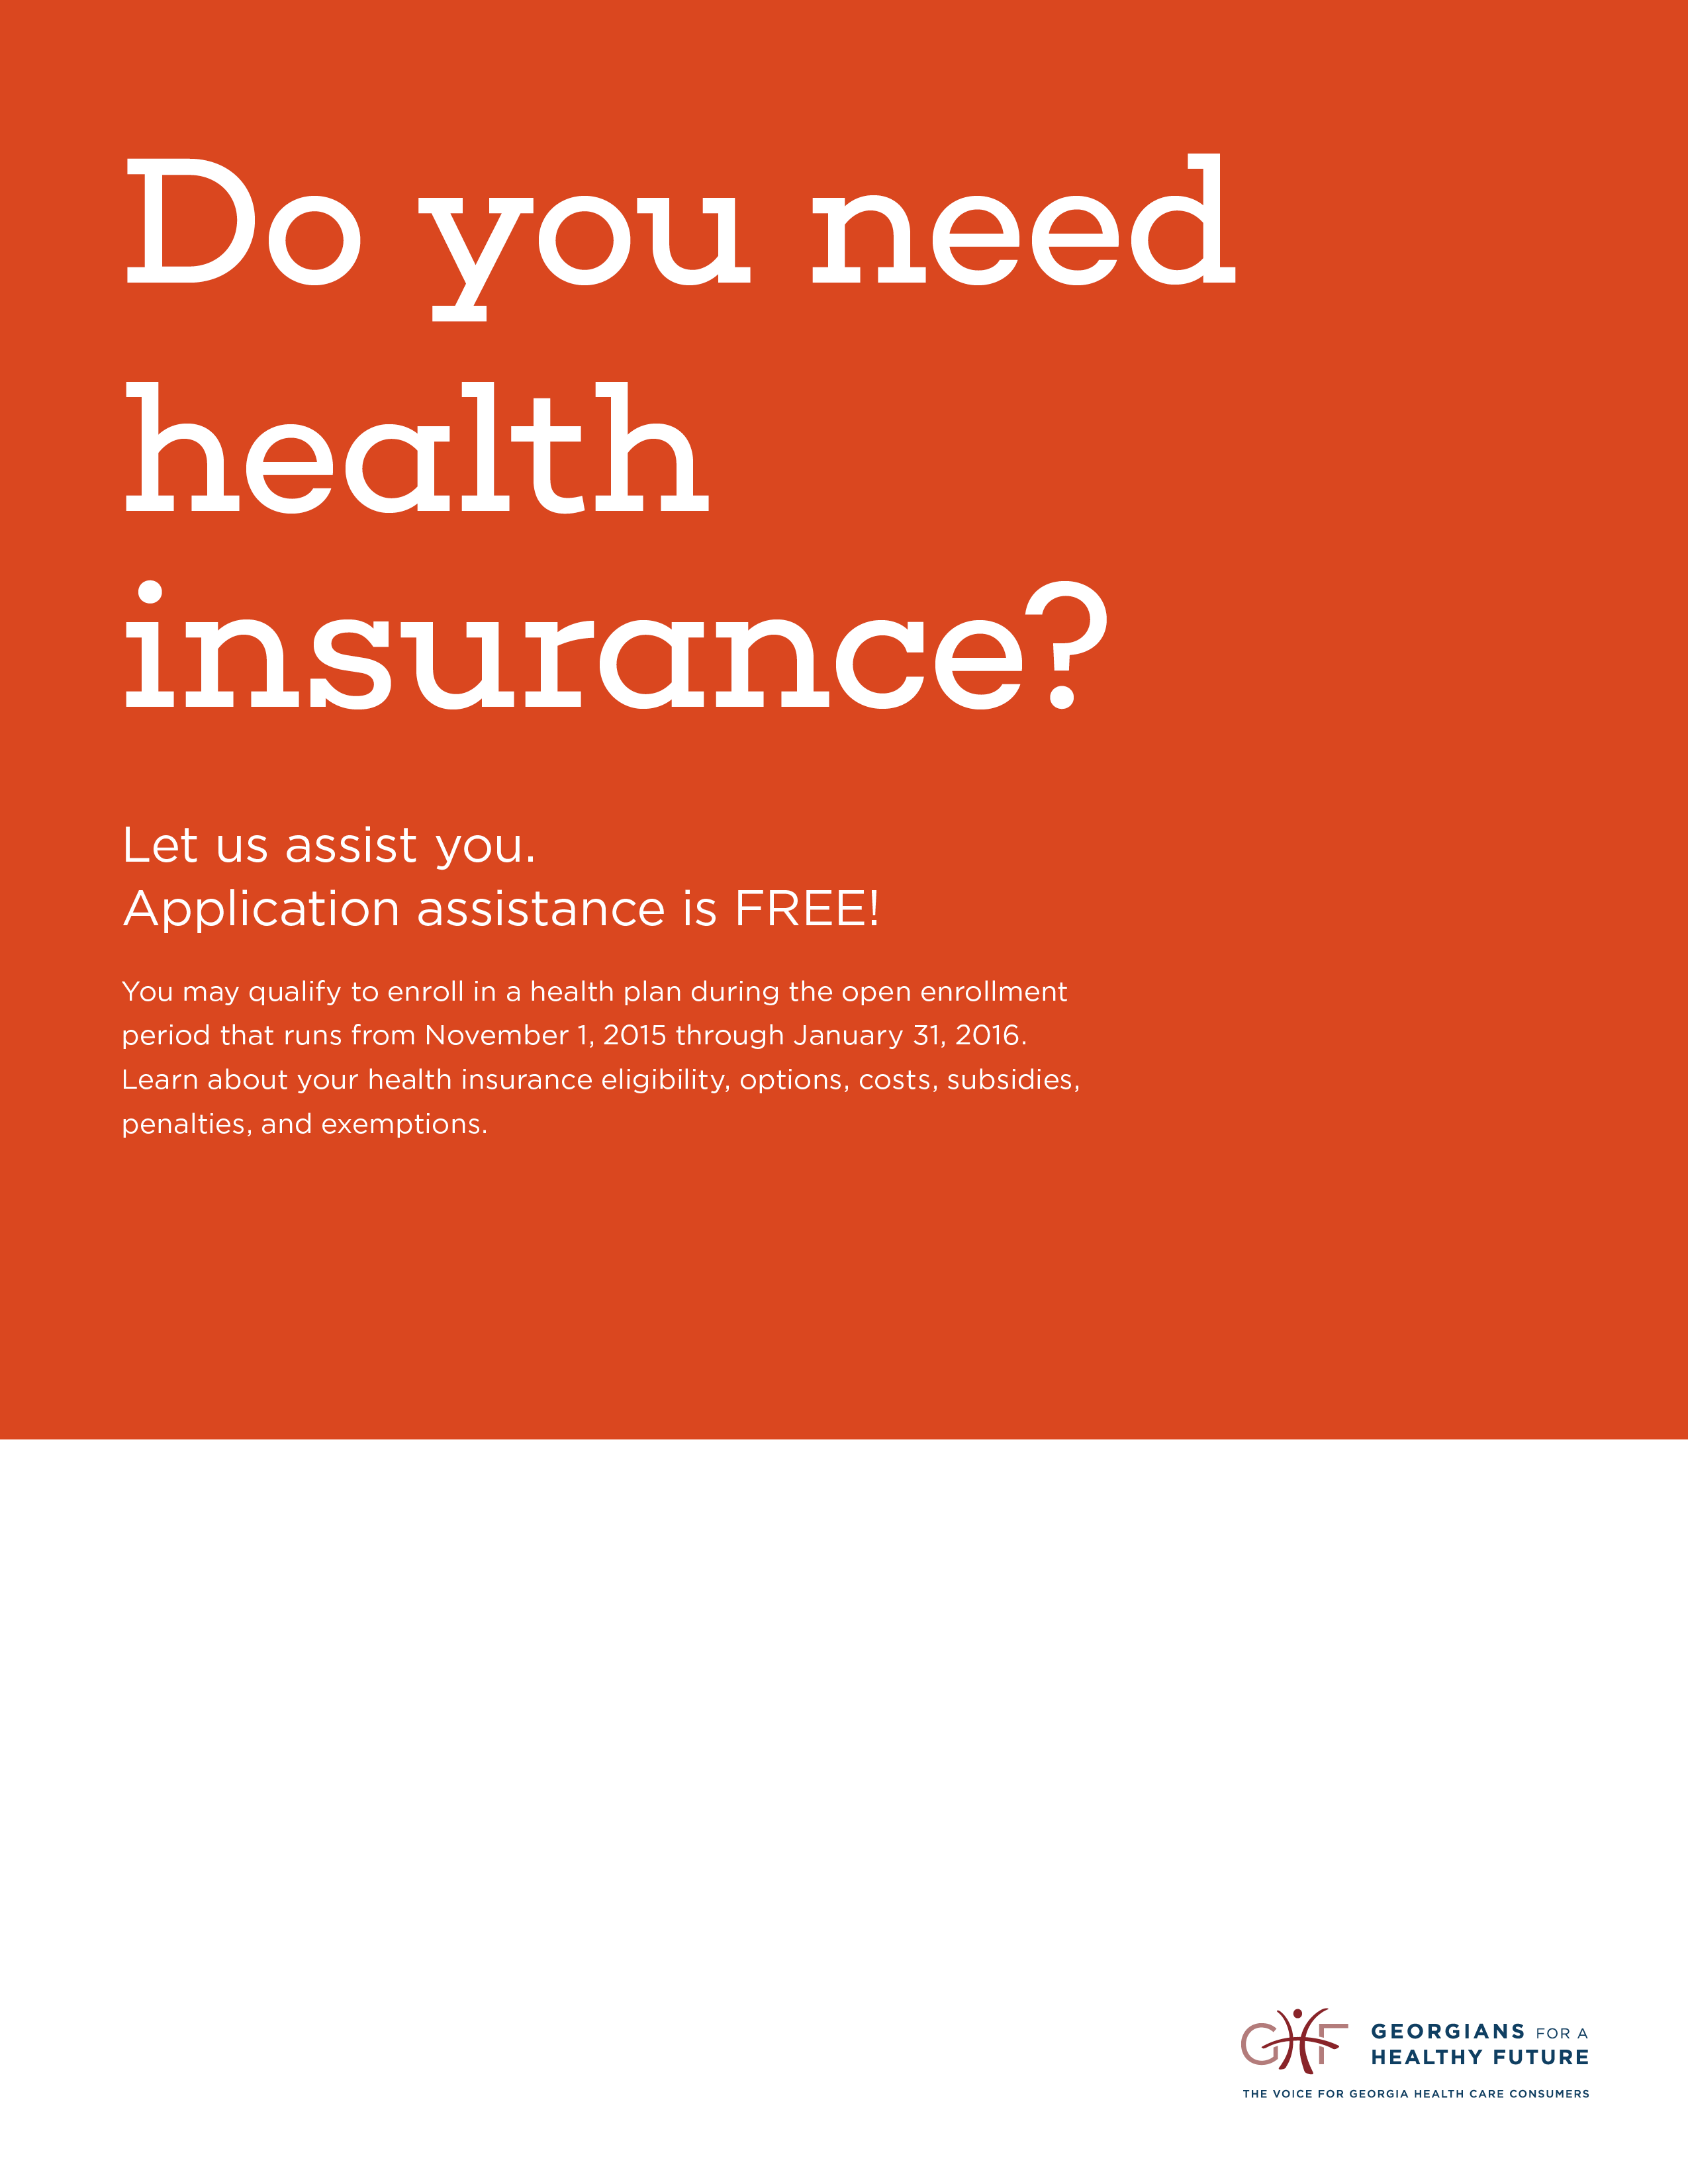 Do you need
health
insurance?
Let us assist you.
Application assistance is FREE!
You may qualify to enroll in a health plan during the open enrollment
period that runs from November 1, 2015 through January 31, 2016.
Learn about your health insurance eligibility, options, costs, subsidies,
penalties, and exemptions.
GHF
GEORGIANS FOR A
HEALTHY FUTURE
THE VOICE FOR GEORGIA HEALTH CARE CONSUMERS